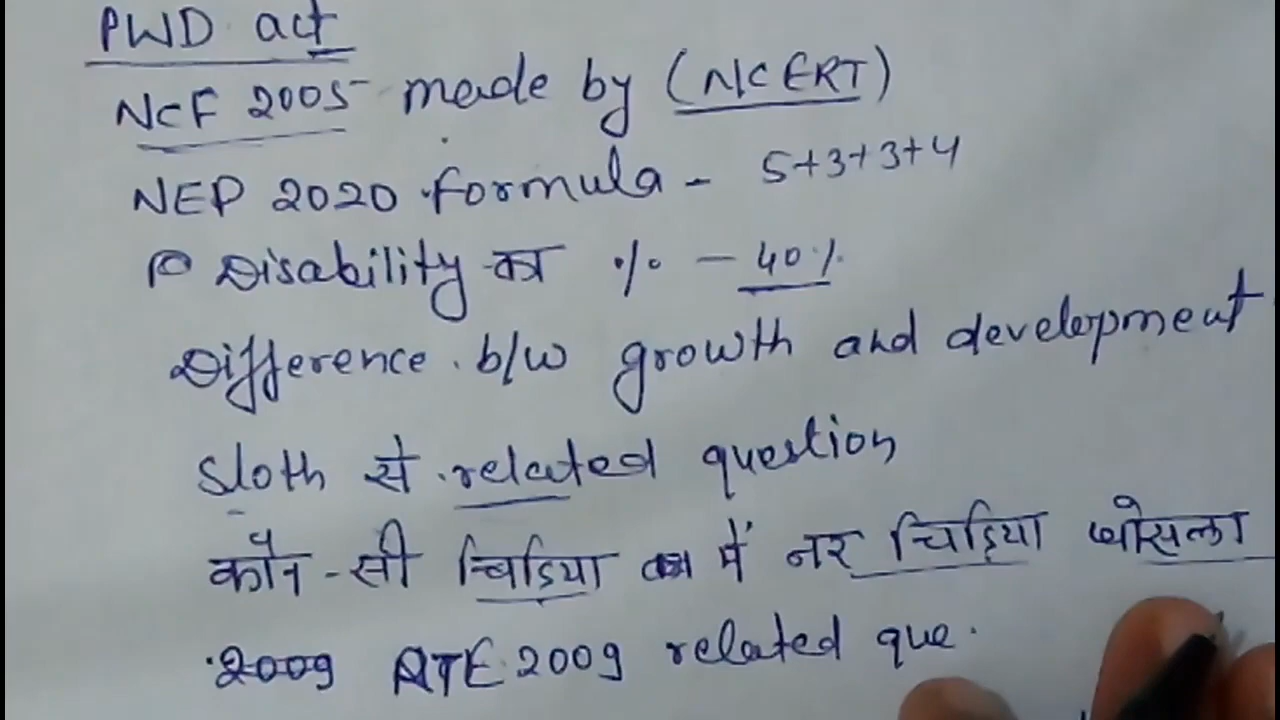 PWD act
NCF 2005 made by (NCERT)
NEP 2020 formula - 5+3+3+4
Disability का % - 40%
Difference b/w growth and development
Sloth से related question
कौन-सी चिड़िया में नर चिड़िया घोंसला
2009 RTE 2009 related que.